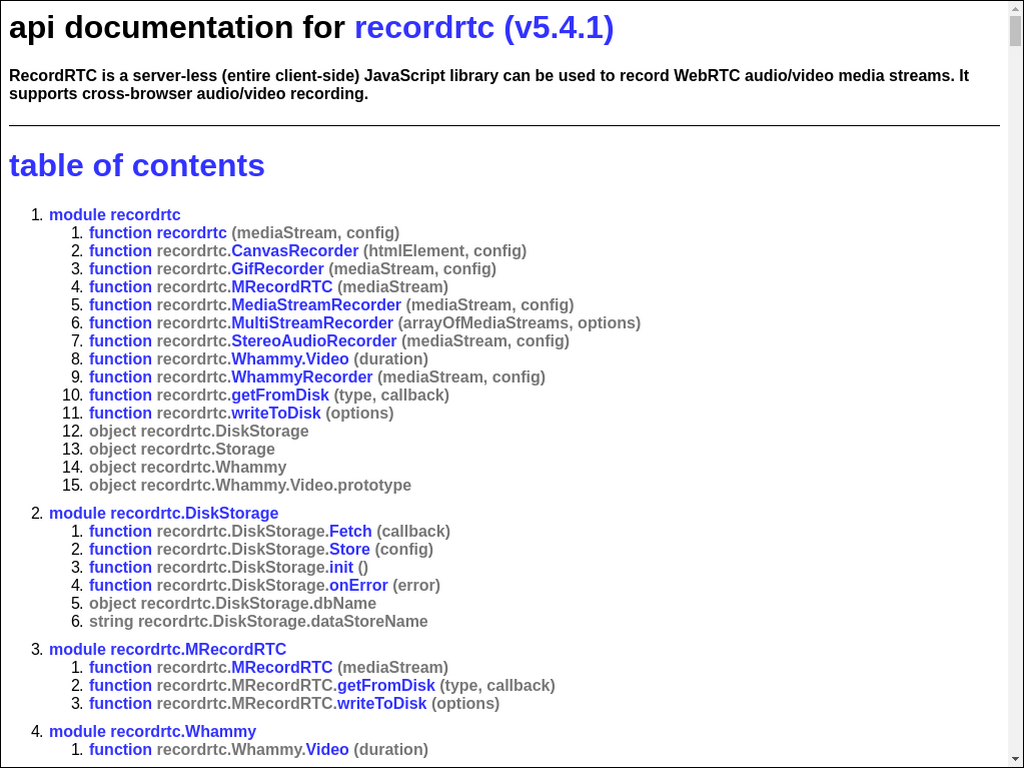 api documentation for recordrtc (v5.4.1)
RecordRTC is a server-less (entire client-side) JavaScript library can be used to record WebRTC audio/video media streams. It
supports cross-browser audio/video recording.
table of contents
1. module recordrtc
1. function recordrtc (mediaStream, config)
2. function recordrtc.CanvasRecorder (htmlElement, config)
3. function recordrtc.GifRecorder (mediaStream, config)
4. function recordrtc.MRecordRTC (mediaStream)
5. function recordrtc.MediaStreamRecorder (mediaStream, config)
6. function recordrtc.MultiStreamRecorder (arrayOfMediaStreams, options)
7. function recordrtc.StereoAudioRecorder (mediaStream, config)
8. function recordrtc.Whammy.Video (duration)
9. function recordrtc.WhammyRecorder (mediaStream, config)
10. function recordrtc.getFromDisk (type, callback)
11. function recordrtc.writeToDisk (options)
12. object recordrtc.DiskStorage
13. object recordrtc.Storage
14. object recordrtc.Whammy
15. object recordrtc.Whammy.Video.prototype
2. module recordrtc.DiskStorage
1. function recordrtc.DiskStorage.Fetch (callback)
2. function recordrtc.DiskStorage.Store (config)
3. function recordrtc.DiskStorage.init ()
4. function recordrtc.DiskStorage.onError (error)
5. object recordrtc.DiskStorage.dbName
6. string recordrtc.DiskStorage.dataStoreName
3. module recordrtc.MRecordRTC
1. function recordrtc.MRecordRTC (mediaStream)
2. function recordrtc.MRecordRTC.getFromDisk (type, callback)
3. function recordrtc.MRecordRTC.writeToDisk (options)
4. module recordrtc.Whammy
1. function recordrtc.Whammy.Video (duration)